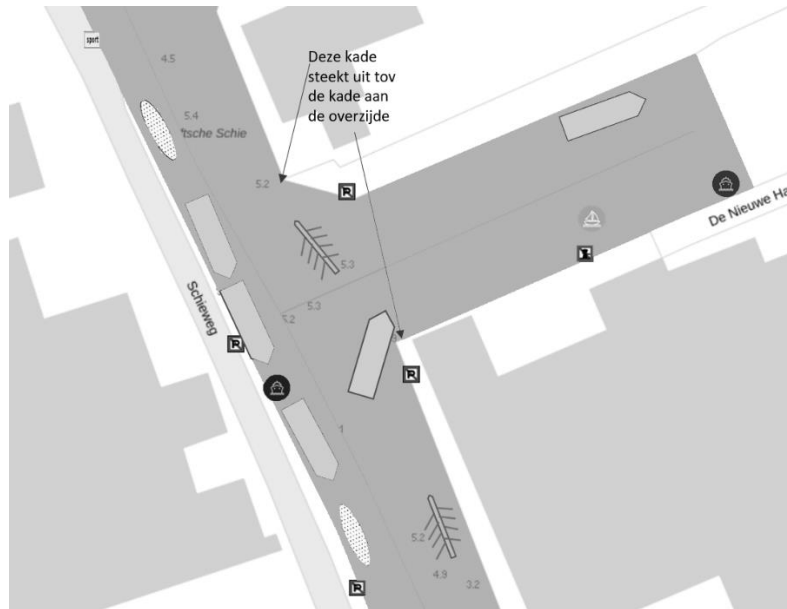 sport
4.5
Deze kade
steekt uit tov
de kade aan
de overzijde
5.4
tsche Schie
5.2
R
De Nieuwe Ha
5.3
5.3
5.2
Schieweg
R
R
1
5.2
4.9
3.2
R